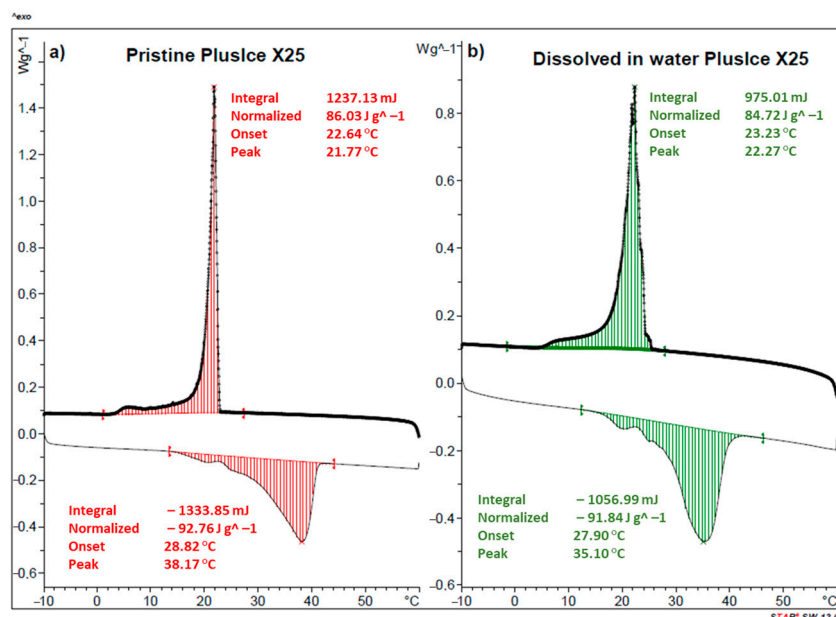 ^exo
a) Pristine PlusIce X25
Wg^-1
Integral 1237.13 mJ
Normalized 86.03 J g^ –1
Onset 22.64 °C
Peak 21.77 °C
1.4
1.2
1.0
0.8
0.6
0.4
0.2
0.0
−0.2
−0.4
−0.6
Integral – 1333.85 mJ
Normalized – 92.76 J g^ –1
Onset 28.82 °C
Peak 38.17 °C
−10 0 20 30 40 °C
b) Dissolved in water PlusIce X25
Wg^-1
Integral 975.01 mJ
Normalized 84.72 J g^ –1
Onset 23.23 °C
Peak 22.27 °C
0.8
0.6
0.4
0.2
0.0
−0.2
−0.4
−0.6
Integral – 1056.99 mJ
Normalized – 91.84 J g^ –1
Onset 27.90 °C
Peak 35.10 °C
−10 0 20 30 40 °C